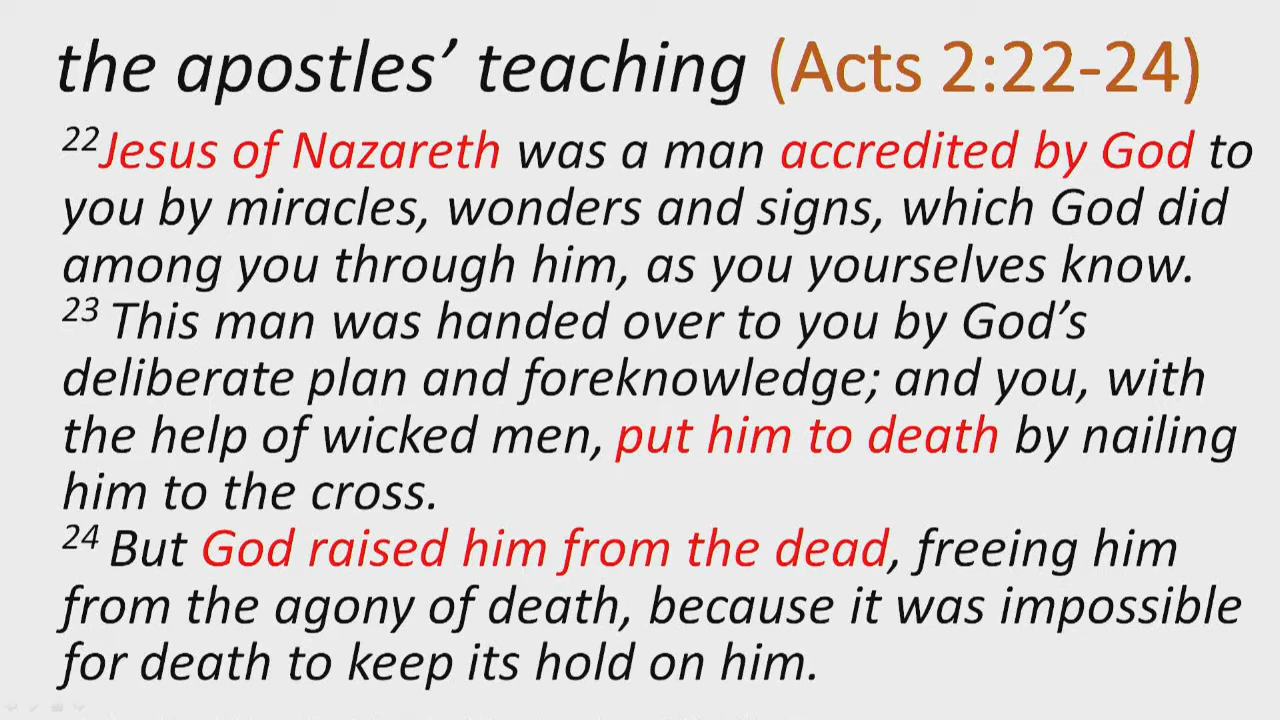 the apostles’ teaching (Acts 2:22-24)
22Jesus of Nazareth was a man accredited by God to
you by miracles, wonders and signs, which God did
among you through him, as you yourselves know.
23 This man was handed over to you by God’s
deliberate plan and foreknowledge; and you, with
the help of wicked men, put him to death by nailing
him to the cross.
24 But God raised him from the dead, freeing him
from the agony of death, because it was impossible
for death to keep its hold on him.